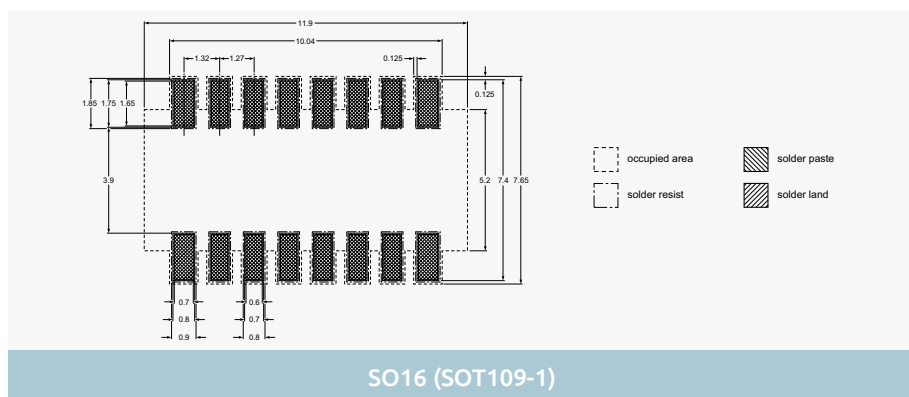 11.9
10.04
1.32 1.27 0.125
0.125
1.85 1.75 1.65
3.9 5.2 7.4 7.65
occupied area solder paste
solder resist solder land
0.7 0.6
0.8 0.7
0.9 0.8
SO16 (SOT109-1)